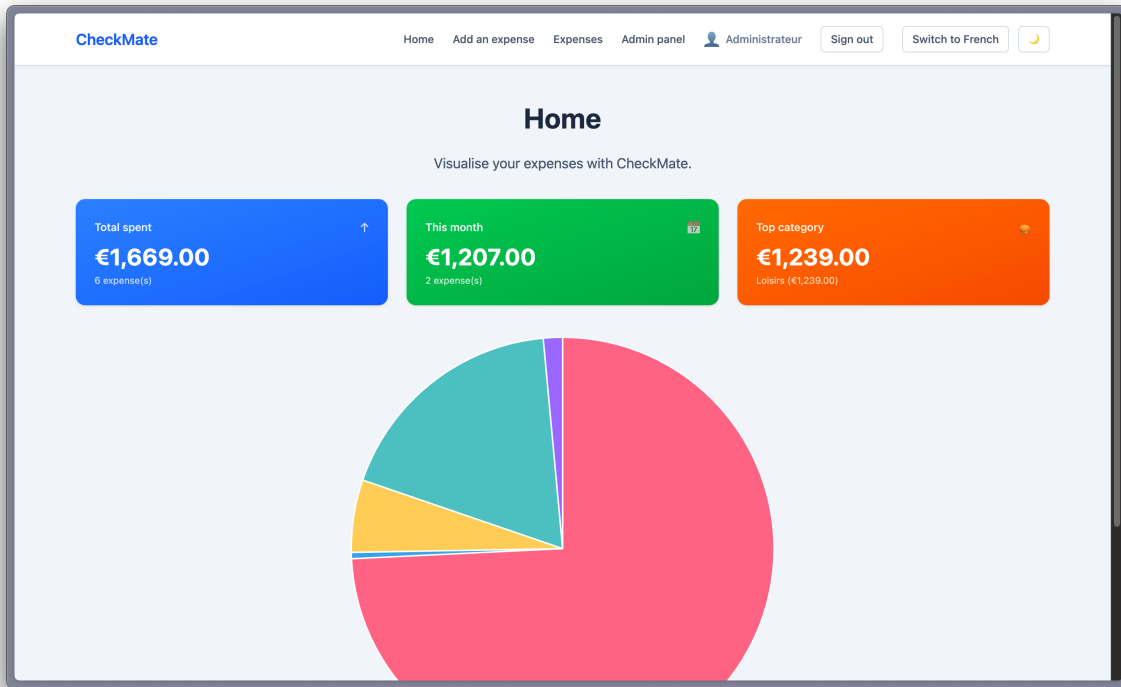 CheckMate
Home Add an expense Expenses Admin panel Administrateur Sign out Switch to French
Home
Visualise your expenses with CheckMate.
Total spent ↑
€1,669.00
6 expense(s)
This month 17
€1,207.00
2 expense(s)
Top category
€1,239.00
Loisirs (€1,239.00)